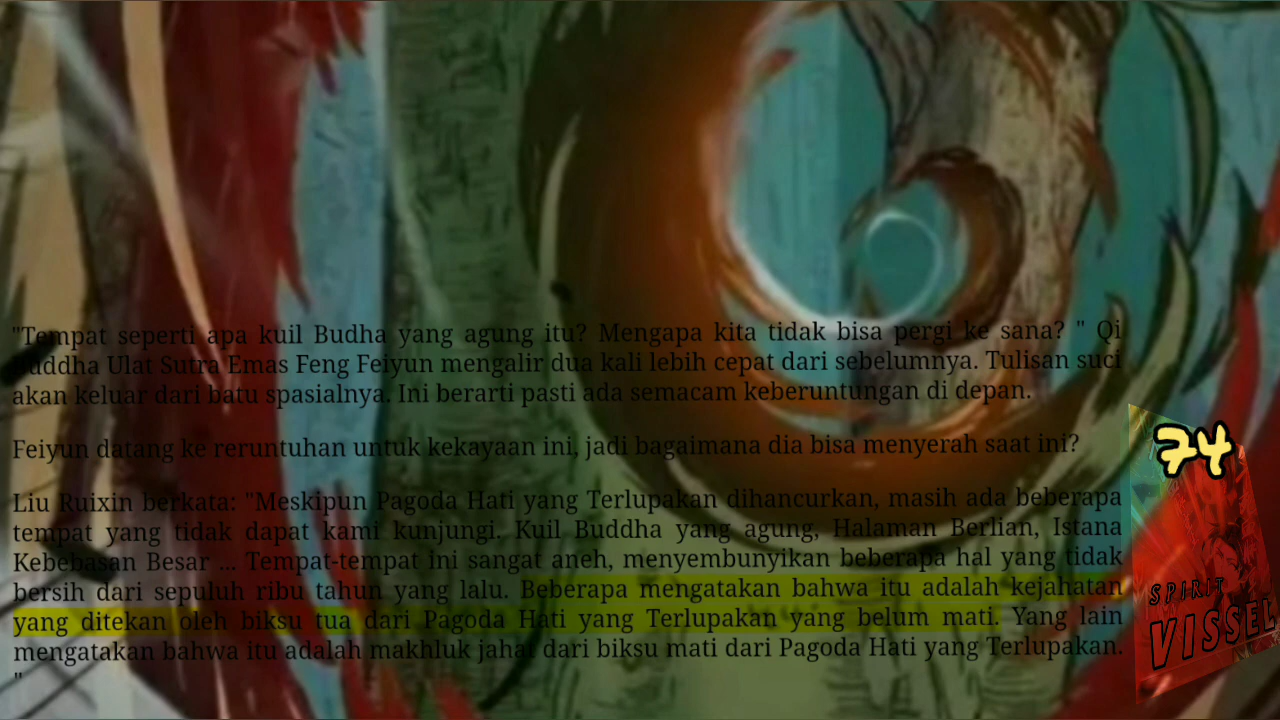 "Tempat seperti apa kuil Budha yang agung itu? Mengapa kita tidak bisa pergi ke sana? " Qi
Buddha Ulat Sutra Emas Feng Feiyun mengalir dua kali lebih cepat dari sebelumnya. Tulisan suci
akan keluar dari batu spasialnya. Ini berarti pasti ada semacam keberuntungan di depan.
Feiyun datang ke reruntuhan untuk kekayaan ini, jadi bagaimana dia bisa menyerah saat ini?
Liu Ruixin berkata: "Meskipun Pagoda Hati yang Terlupakan dihancurkan, masih ada beberapa
tempat yang tidak dapat kami kunjungi. Kuil Buddha yang agung, Halaman Berlian, Istana
Kebebasan Besar ... Tempat-tempat ini sangat aneh, menyembunyikan beberapa hal yang tidak
bersih dari sepuluh ribu tahun yang lalu. Beberapa mengatakan bahwa itu adalah kejahatan
yang ditekan oleh biksu tua dari Pagoda Hati yang Terlupakan yang belum mati. Yang lain
mengatakan bahwa itu adalah makhluk jahat dari biksu mati dari Pagoda Hati yang Terlupakan.
"
74
SPIRIT
VISSEL